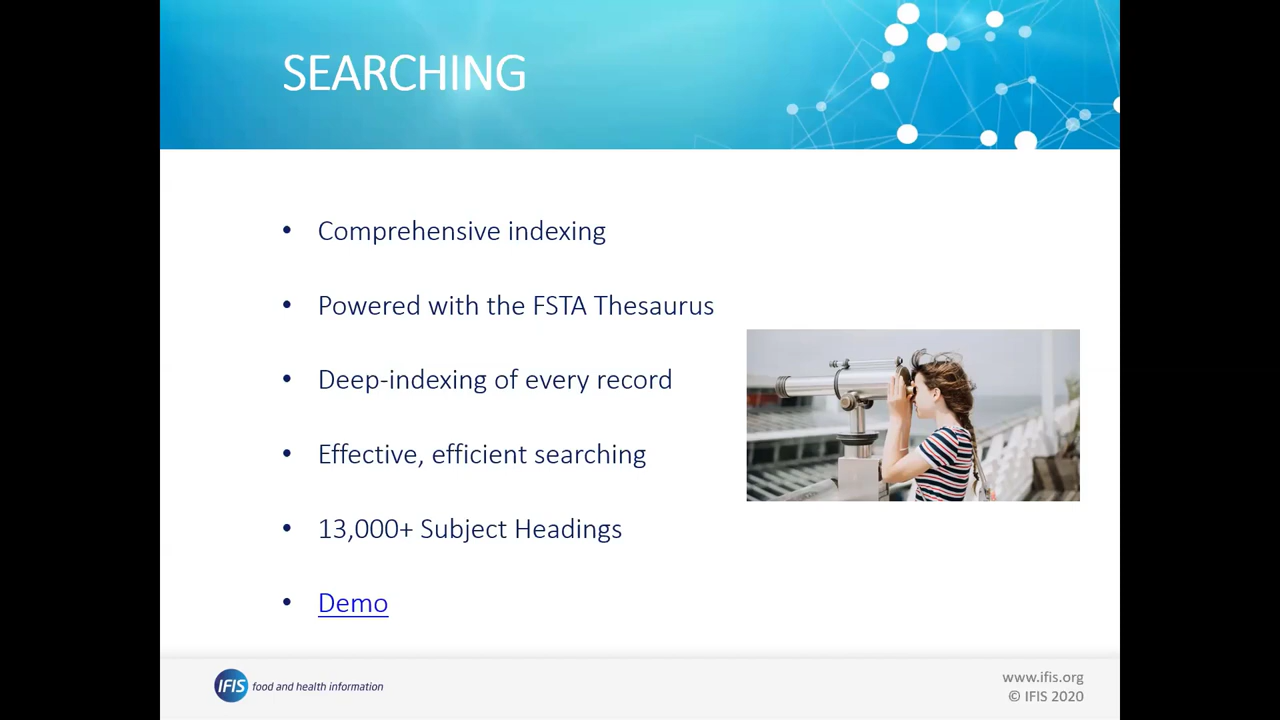 SEARCHING
• Comprehensive indexing
• Powered with the FSTA Thesaurus
• Deep-indexing of every record
• Effective, efficient searching
• 13,000+ Subject Headings
• Demo
IFIS food and health information
www.ifis.org
© IFIS 2020